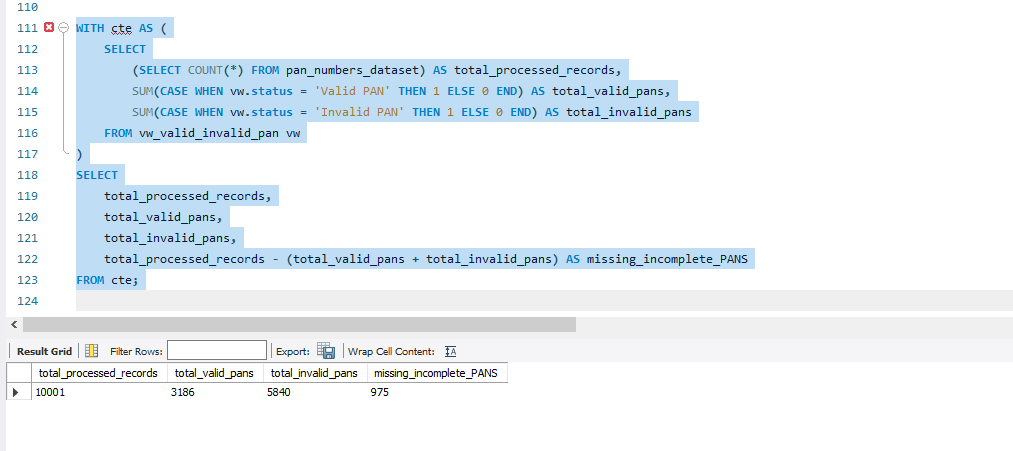 110
111 WITH cte AS (
112 SELECT
113 (SELECT COUNT(*) FROM pan_numbers_dataset) AS total_processed_records,
114 SUM(CASE WHEN vw.status = 'Valid PAN' THEN 1 ELSE 0 END) AS total_valid_pans,
115 SUM(CASE WHEN vw.status = 'Invalid PAN' THEN 1 ELSE 0 END) AS total_invalid_pans
116 FROM vw_valid_invalid_pan vw
117 )
118 SELECT
119 total_processed_records,
120 total_valid_pans,
121 total_invalid_pans,
122 total_processed_records - (total_valid_pans + total_invalid_pans) AS missing_incomplete_PANS
123 FROM cte;
124
Result Grid Filter Rows: Export: Wrap Cell Content:
total_processed_records total_valid_pans total_invalid_pans missing_incomplete_PANS
10001 3186 5840 975